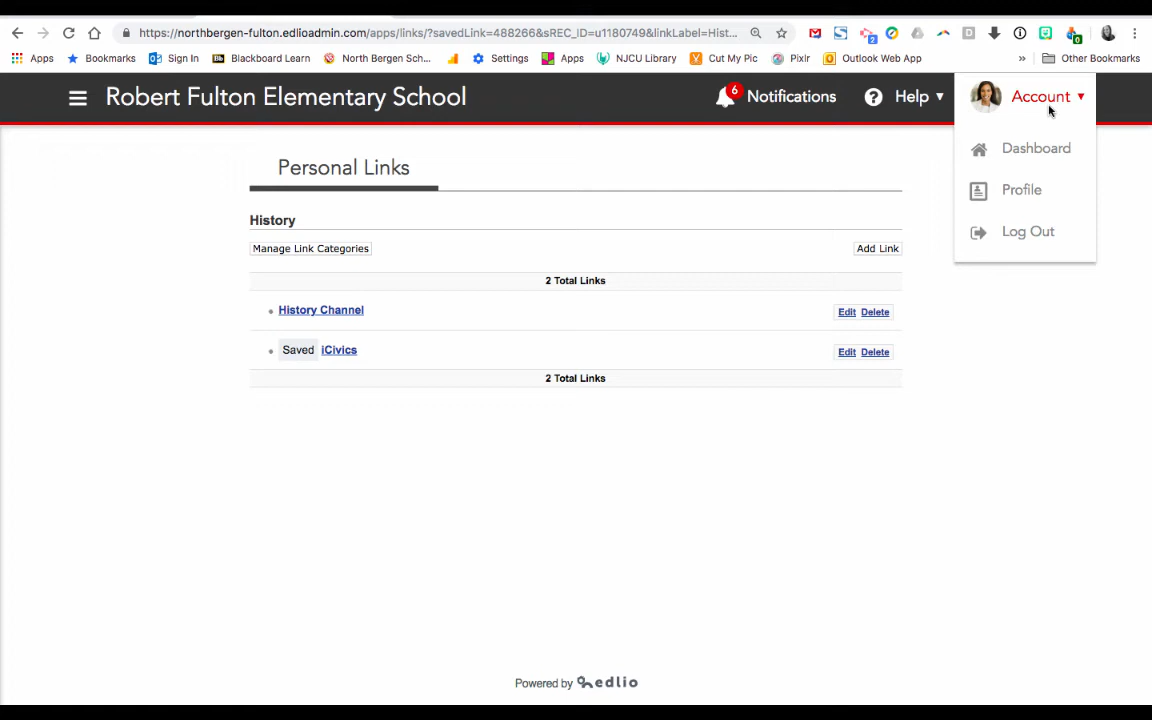 https://northbergen-fulton.edlioadmin.com/apps/links/?savedLink=488266&sREC_ID=u1180749&linkLabel=Hist...
2
0
Apps Bookmarks Sign In Blackboard Learn North Bergen Sch... Settings Apps NJCU Library Cut My Pic Pixlr Outlook Web App » Other Bookmarks
Robert Fulton Elementary School
6 Notifications
? Help ▼
Account ▼
Dashboard
Profile
Log Out
Personal Links
History
Manage Link Categories
Add Link
2 Total Links
• History Channel Edit Delete
• Saved iCivics Edit Delete
2 Total Links
Powered by edlio